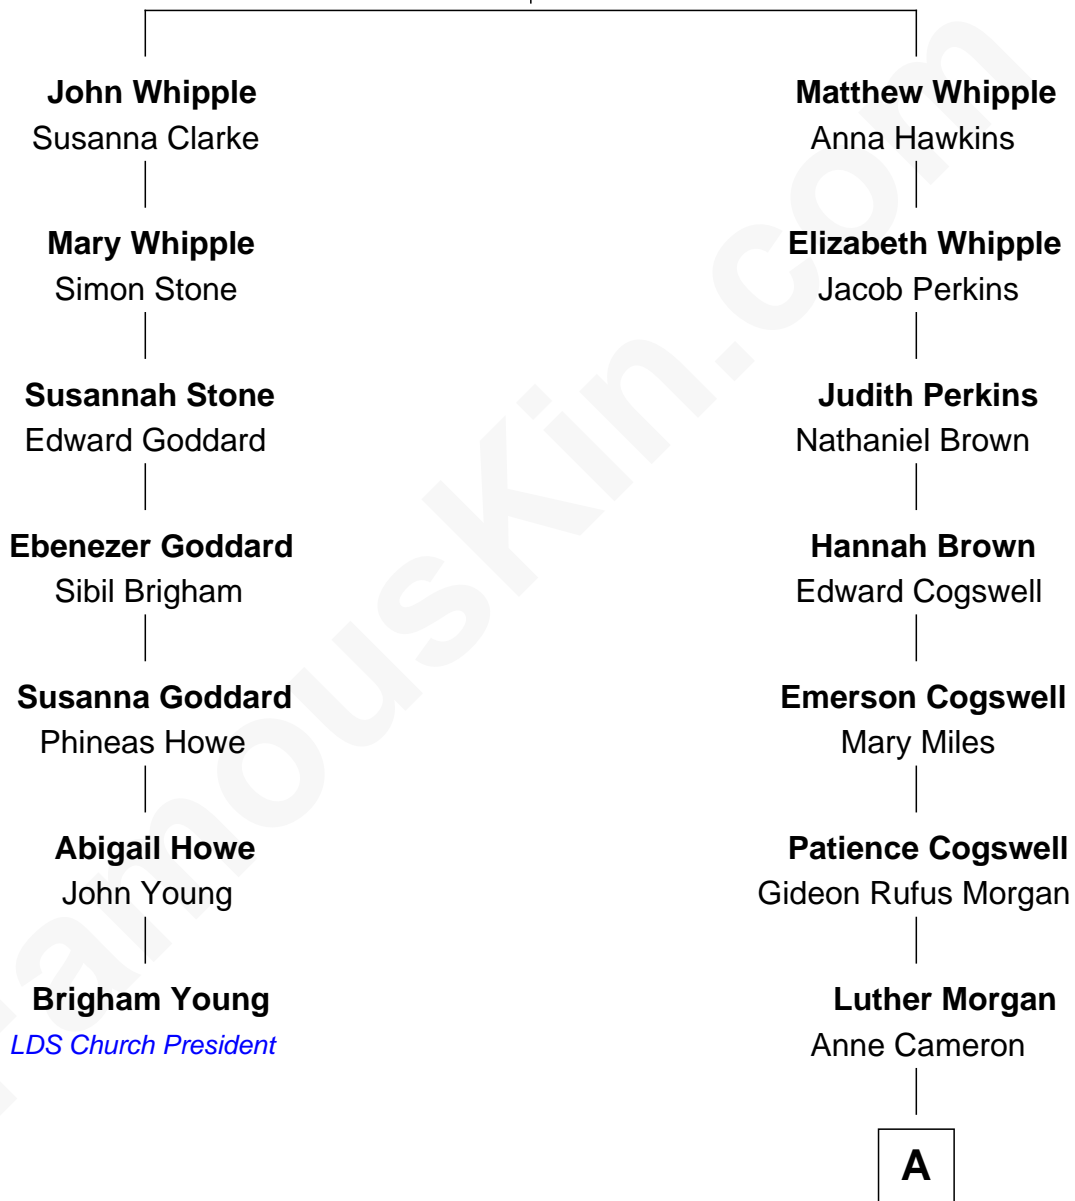 John Whipple
Susanna Clarke
Mary Whipple
Simon Stone
Susannah Stone
Edward Goddard
Ebenezer Goddard
Sibil Brigham
Susanna Goddard
Phineas Howe
Abigail Howe
John Young
Brigham Young
LDS Church President
Matthew Whipple
Anna Hawkins
Elizabeth Whipple
Jacob Perkins
Judith Perkins
Nathaniel Brown
Hannah Brown
Edward Cogswell
Emerson Cogswell
Mary Miles
Patience Cogswell
Gideon Rufus Morgan
Luther Morgan
Anne Cameron
A
FamousKin.com